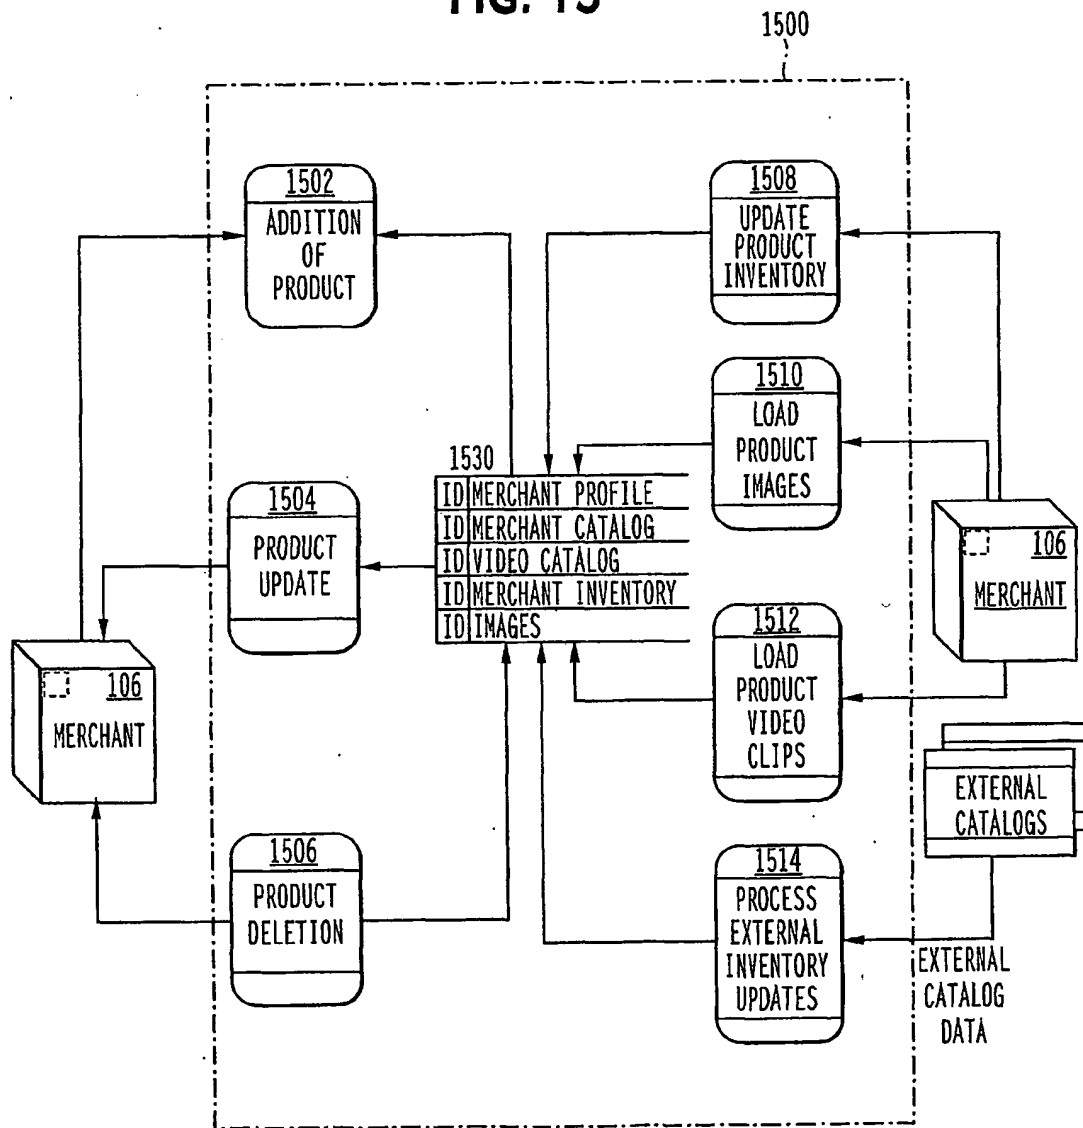 FIG. 15
1500
1502
ADDITION
OF
PRODUCT
1508
UPDATE
PRODUCT
INVENTORY
1510
LOAD
PRODUCT
IMAGES
1530
ID MERCHANT PROFILE
ID MERCHANT CATALOG
ID VIDEO CATALOG
ID MERCHANT INVENTORY
ID IMAGES
1504
PRODUCT
UPDATE
106
MERCHANT
106
MERCHANT
1512
LOAD
PRODUCT
VIDEO
CLIPS
EXTERNAL
CATALOGS
1506
PRODUCT
DELETION
1514
PROCESS
EXTERNAL
INVENTORY
UPDATES
EXTERNAL
CATALOG
DATA